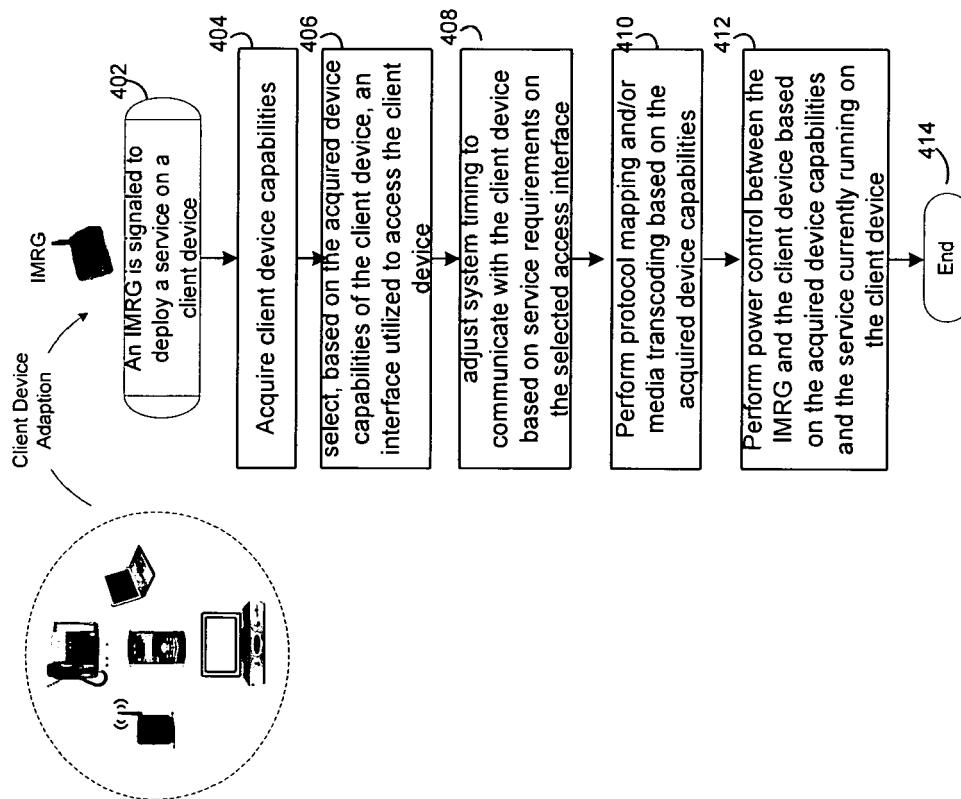 Client Device
Adaption
IMRG
402
An IMRG is signaled to
deploy a service on a
client device
404
Acquire client device capabilities
406
select, based on the acquired device
capabilities of the client device, an
interface utilized to access the client
device
408
adjust system timing to
communicate with the client device
based on service requirements on
the selected access interface
410
Perform protocol mapping and/or
media transcoding based on the
acquired device capabilities
412
Perform power control between the
IMRG and the client device based
on the acquired device capabilities
and the service currently running on
the client device
414
End